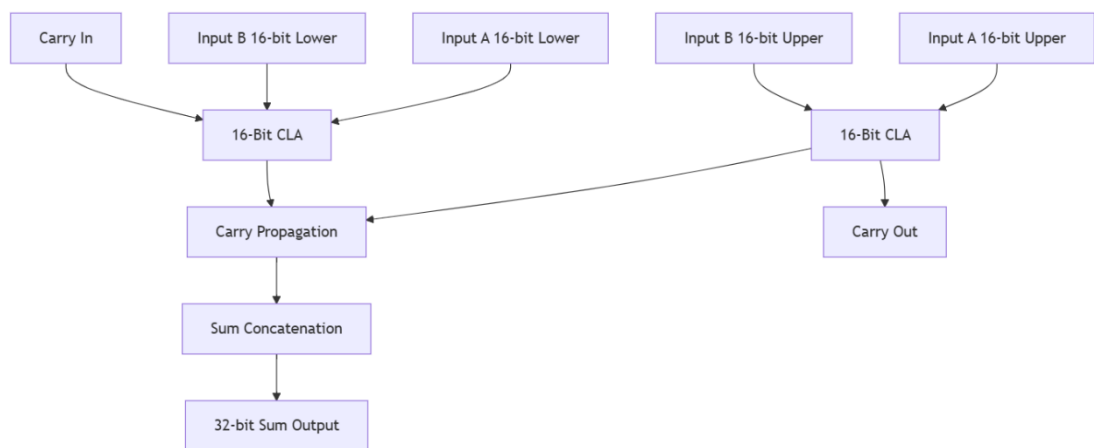 Carry In
Input B 16-bit Lower
Input A 16-bit Lower
Input B 16-bit Upper
Input A 16-bit Upper
16-Bit CLA
16-Bit CLA
Carry Propagation
Carry Out
Sum Concatenation
32-bit Sum Output